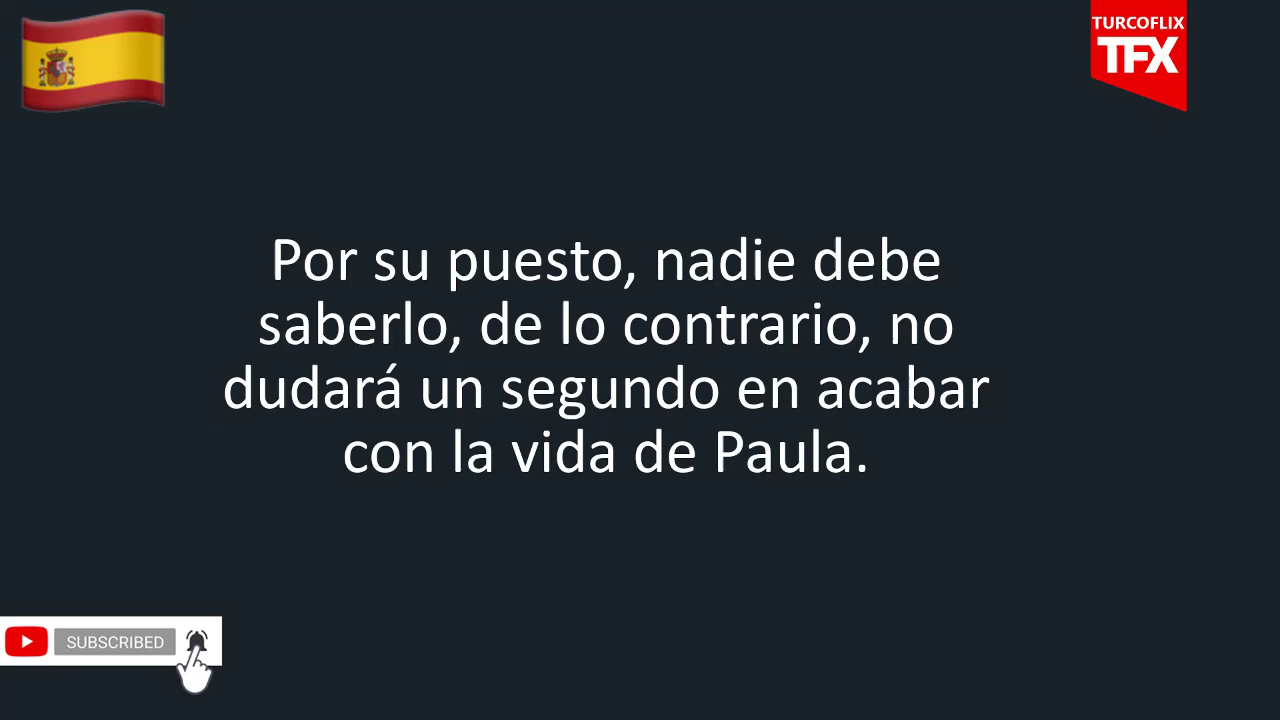 TURCOFLIX
TFX
Por su puesto, nadie debe
saberlo, de lo contrario, no
dudará un segundo en acabar
con la vida de Paula.
SUBSCRIBED